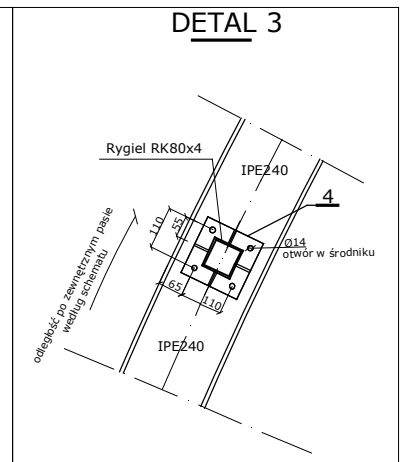 DETAL 3
Rygiel RK80x4
IPE240
4
110
55
Ø14
otwór w środniku
odległość po zewnętrznym pasie
według schematu
65
110
IPE240